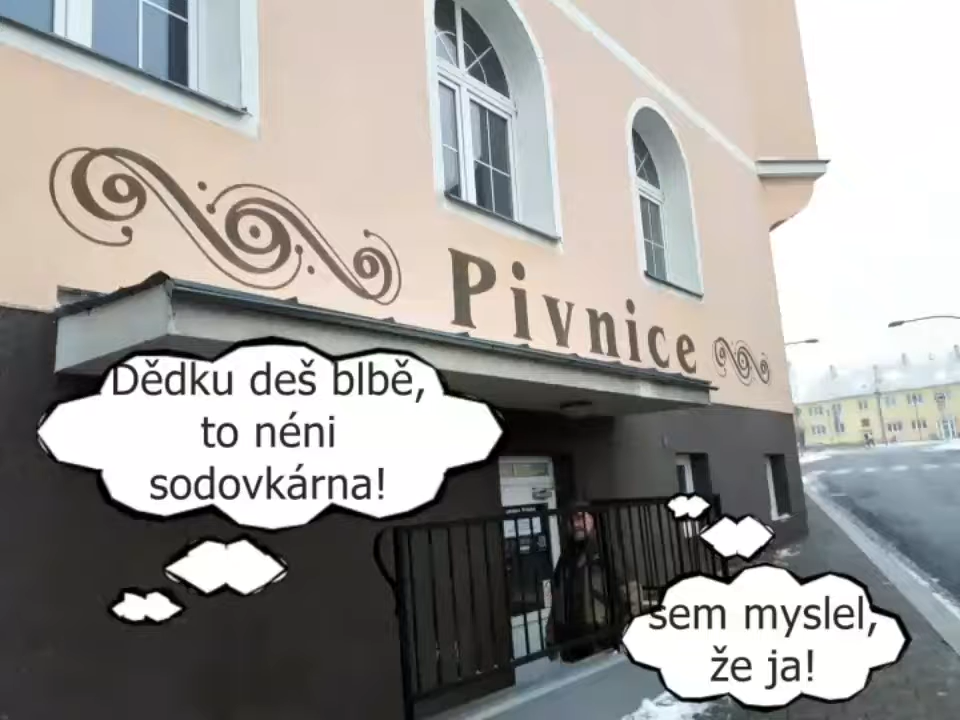 Pivnice
Dědku deš blbě,
to néni
sodovkárna!
sem myslel,
že ja!